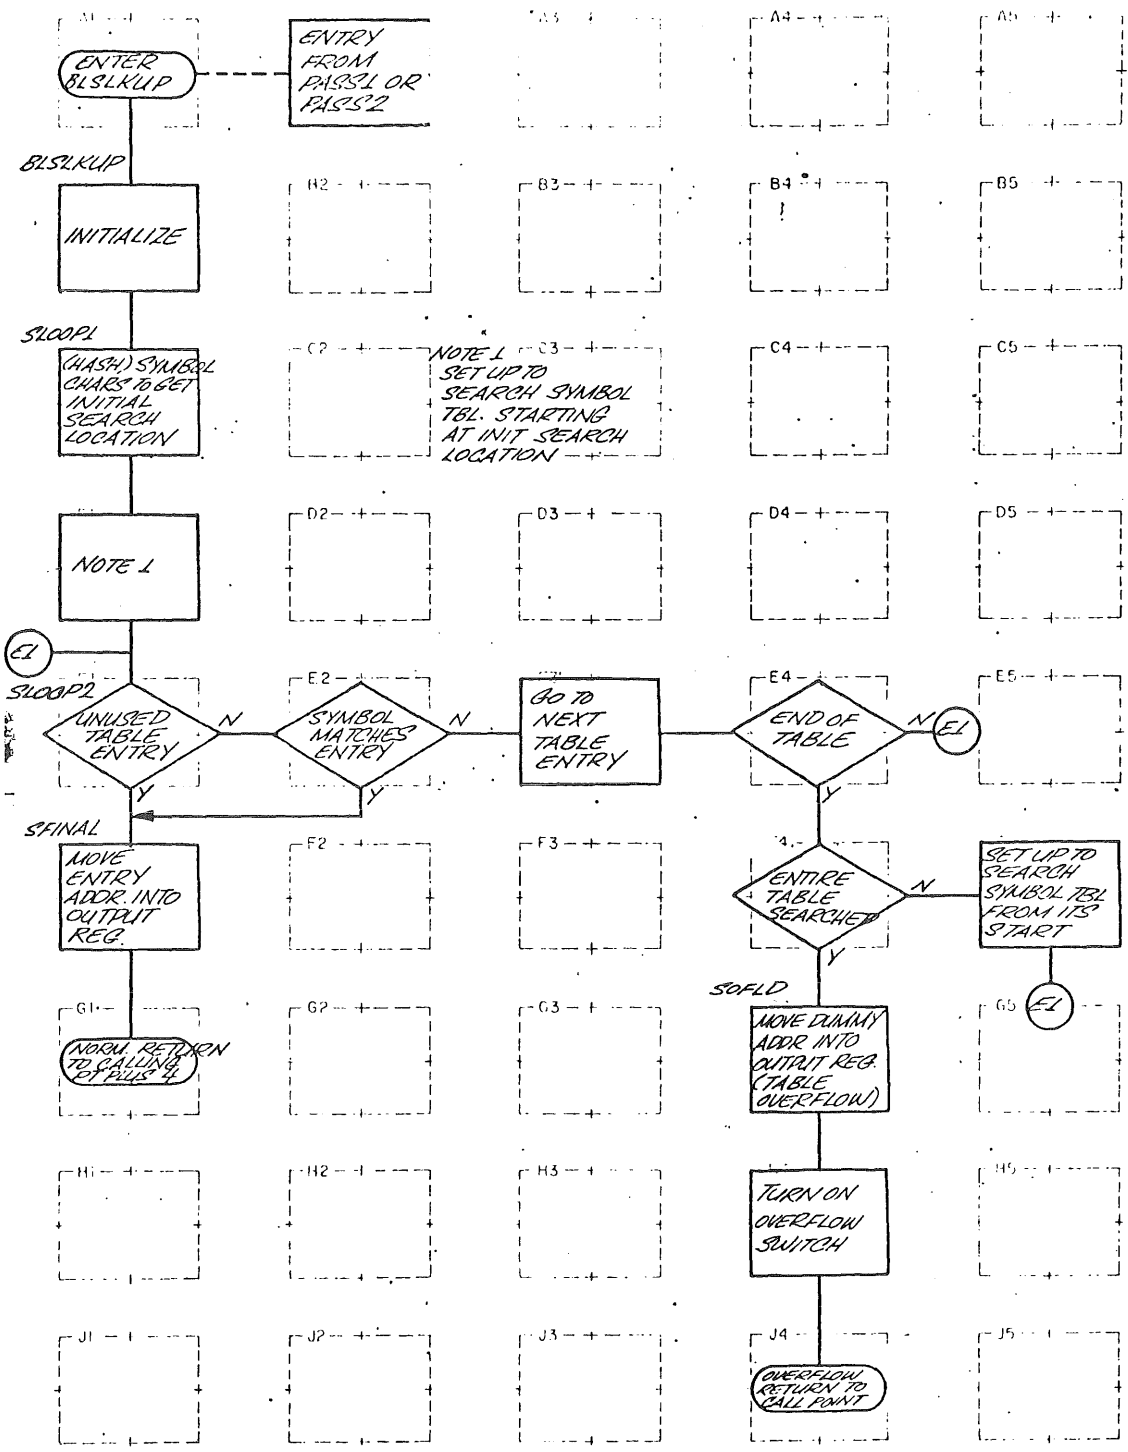 A1
A3
A4
A5
ENTER
BLSLKUP
ENTRY
FROM
PASS1 OR
PASS2
BLSLKUP
B2
B3
B4
B5
INITIALIZE
SLOOP1
(HASH) SYMBOL
CHARS TO GET
INITIAL
SEARCH
LOCATION
C2
C3
C4
C5
NOTE 1
SET UP TO
SEARCH SYMBOL
TBL. STARTING
AT INIT SEARCH
LOCATION
D2
D3
D4
D5
NOTE 1
E1
SLOOP2
E2
E4
E5
UNUSED
TABLE
ENTRY
N
SYMBOL
MATCHES
ENTRY
N
GO TO
NEXT
TABLE
ENTRY
END OF
TABLE
N
E1
Y
Y
Y
SFINAL
F2
F3
4
MOVE
ENTRY
ADDR. INTO
OUTPUT
REG.
ENTIRE
TABLE
SEARCHED
N
SET UP TO
SEARCH
SYMBOL TBL
FROM ITS
START
Y
SOFLD
G1
G2
G3
G5
E1
NORM. RETURN
TO CALLING
PT PLUS 4
MOVE DUMMY
ADDR INTO
OUTPUT REG.
(TABLE
OVERFLOW)
H1
H2
H3
H5
TURN ON
OVERFLOW
SWITCH
J1
J2
J3
J4
J5
OVERFLOW
RETURN TO
CALL POINT